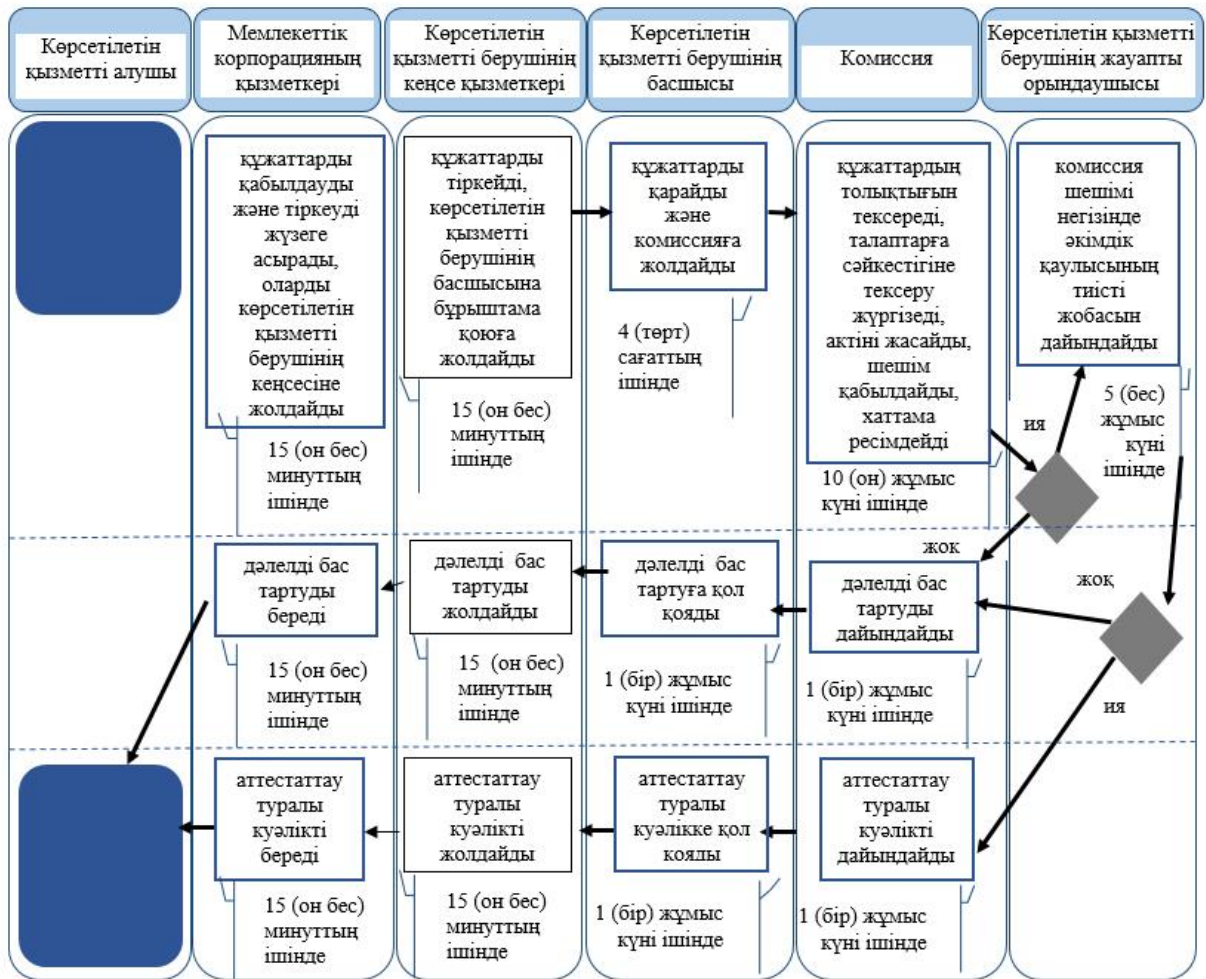 Көрсетілетін
қызметті алушы
Мемлекеттік
корпорацияның
қызметкері
Көрсетілетін
қызметті берушінің
кеңсе қызметкері
Көрсетілетін
қызметті берушінің
басшысы
Комиссия
Көрсетілетін қызметті
берушінің жауапты
орындаушысы
құжаттарды
қабылдауды
және тіркеуді
жүзеге
асырады,
оларды
көрсетілетін
қызметті
берушінің
кеңсесіне
жолдайды
15 (он бес)
минуттың
ішінде
құжаттарды
тіркейді,
көрсетілетін
қызметті
берушінің
басшысына
бұрыштама
қоюға
жолдайды
15 (он бес)
минуттың
ішінде
құжаттарды
қарайды
және
комиссияға
жолдайды
4 (төрт)
сағаттың
ішінде
құжаттардың
толықтығын
тексереді,
талаптарға
сәйкестігіне
тексеру
жүргізеді,
актіні жасайды,
шешім
қабылдайды,
хаттама
ресімдейді
10 (он) жұмыс
күні ішінде
комиссия
шешімі
негізінде
әкімдік
қаулысының
тиісті
жобасын
дайындайды
5 (бес)
жұмыс
күні
ішінде
ия
жок
дәлелді бас
тартуды
береді
15 (он бес)
минуттың
ішінде
дәлелді бас
тартуды
жолдайды
15 (он бес)
минуттың
ішінде
дәлелді бас
тартуға қол
қояды
1 (бір) жұмыс
күні ішінде
дәлелді бас
тартуды
дайындайды
1 (бір) жұмыс
күні ішінде
жоқ
ия
аттестаттау
туралы
куәлікті
береді
15 (он бес)
минуттың
ішінде
аттестаттау
туралы
куәлікті
жолдайды
15 (он бес)
минуттың
ішінде
аттестаттау
туралы
куәлікке қол
кояды
1 (бір) жұмыс
күні ішінде
аттестаттау
туралы
куәлікті
дайындайды
1 (бір) жұмыс
күні ішінде